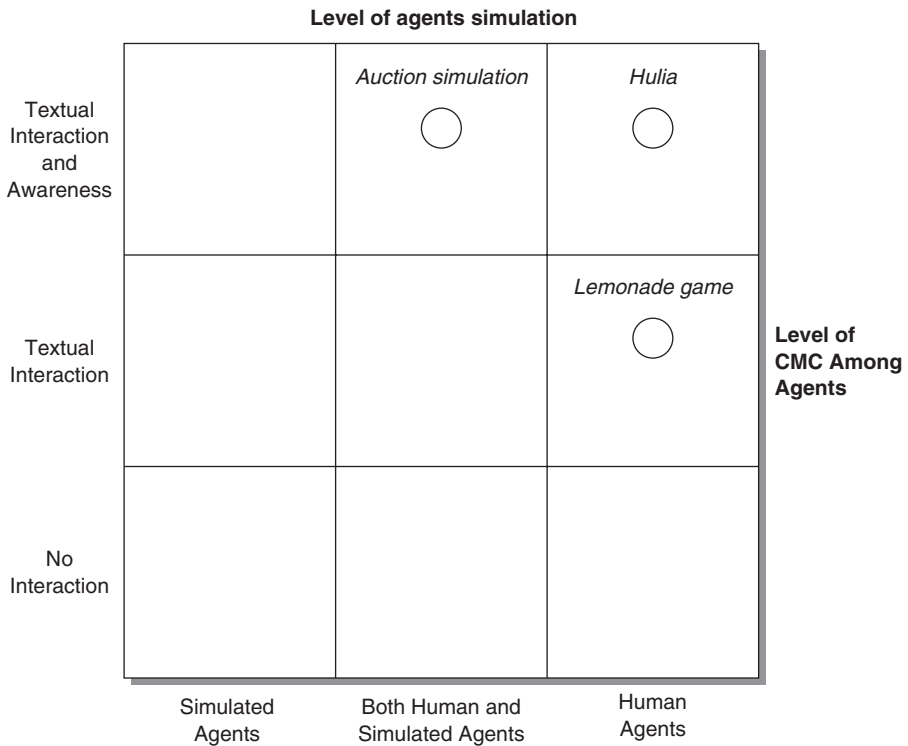 Level of agents simulation
Auction simulation
Hulia
Textual
Interaction
and
Awareness
Lemonade game
Textual
Interaction
Level of
CMC Among
Agents
No
Interaction
Simulated
Agents
Both Human and
Simulated Agents
Human
Agents